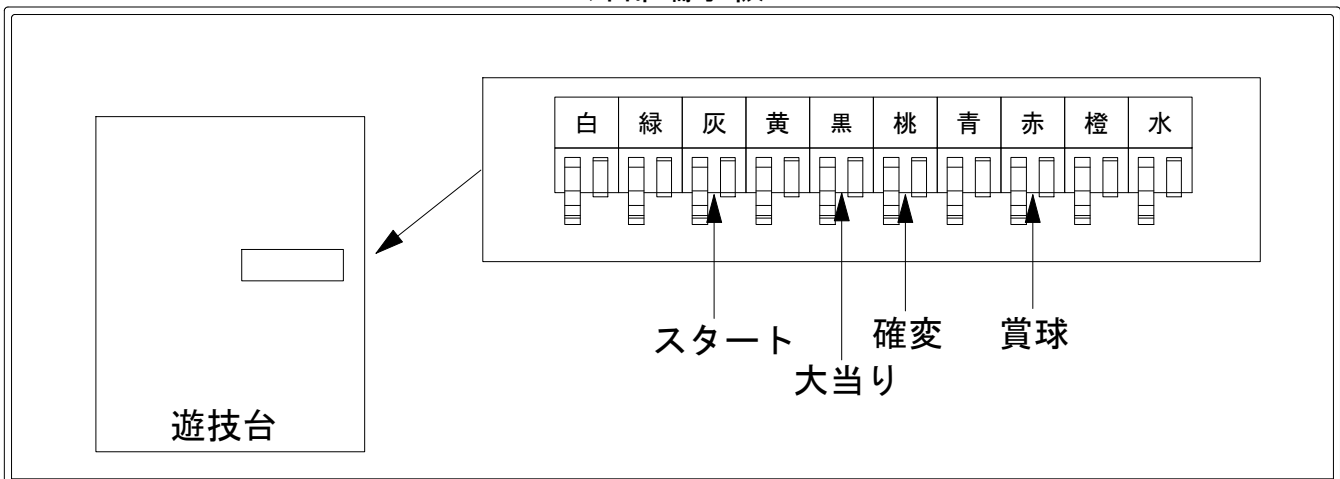 白 緑 灰 黄 黒 桃 青 赤 橙 水
スタート
大当り
確変
賞球
遊技台